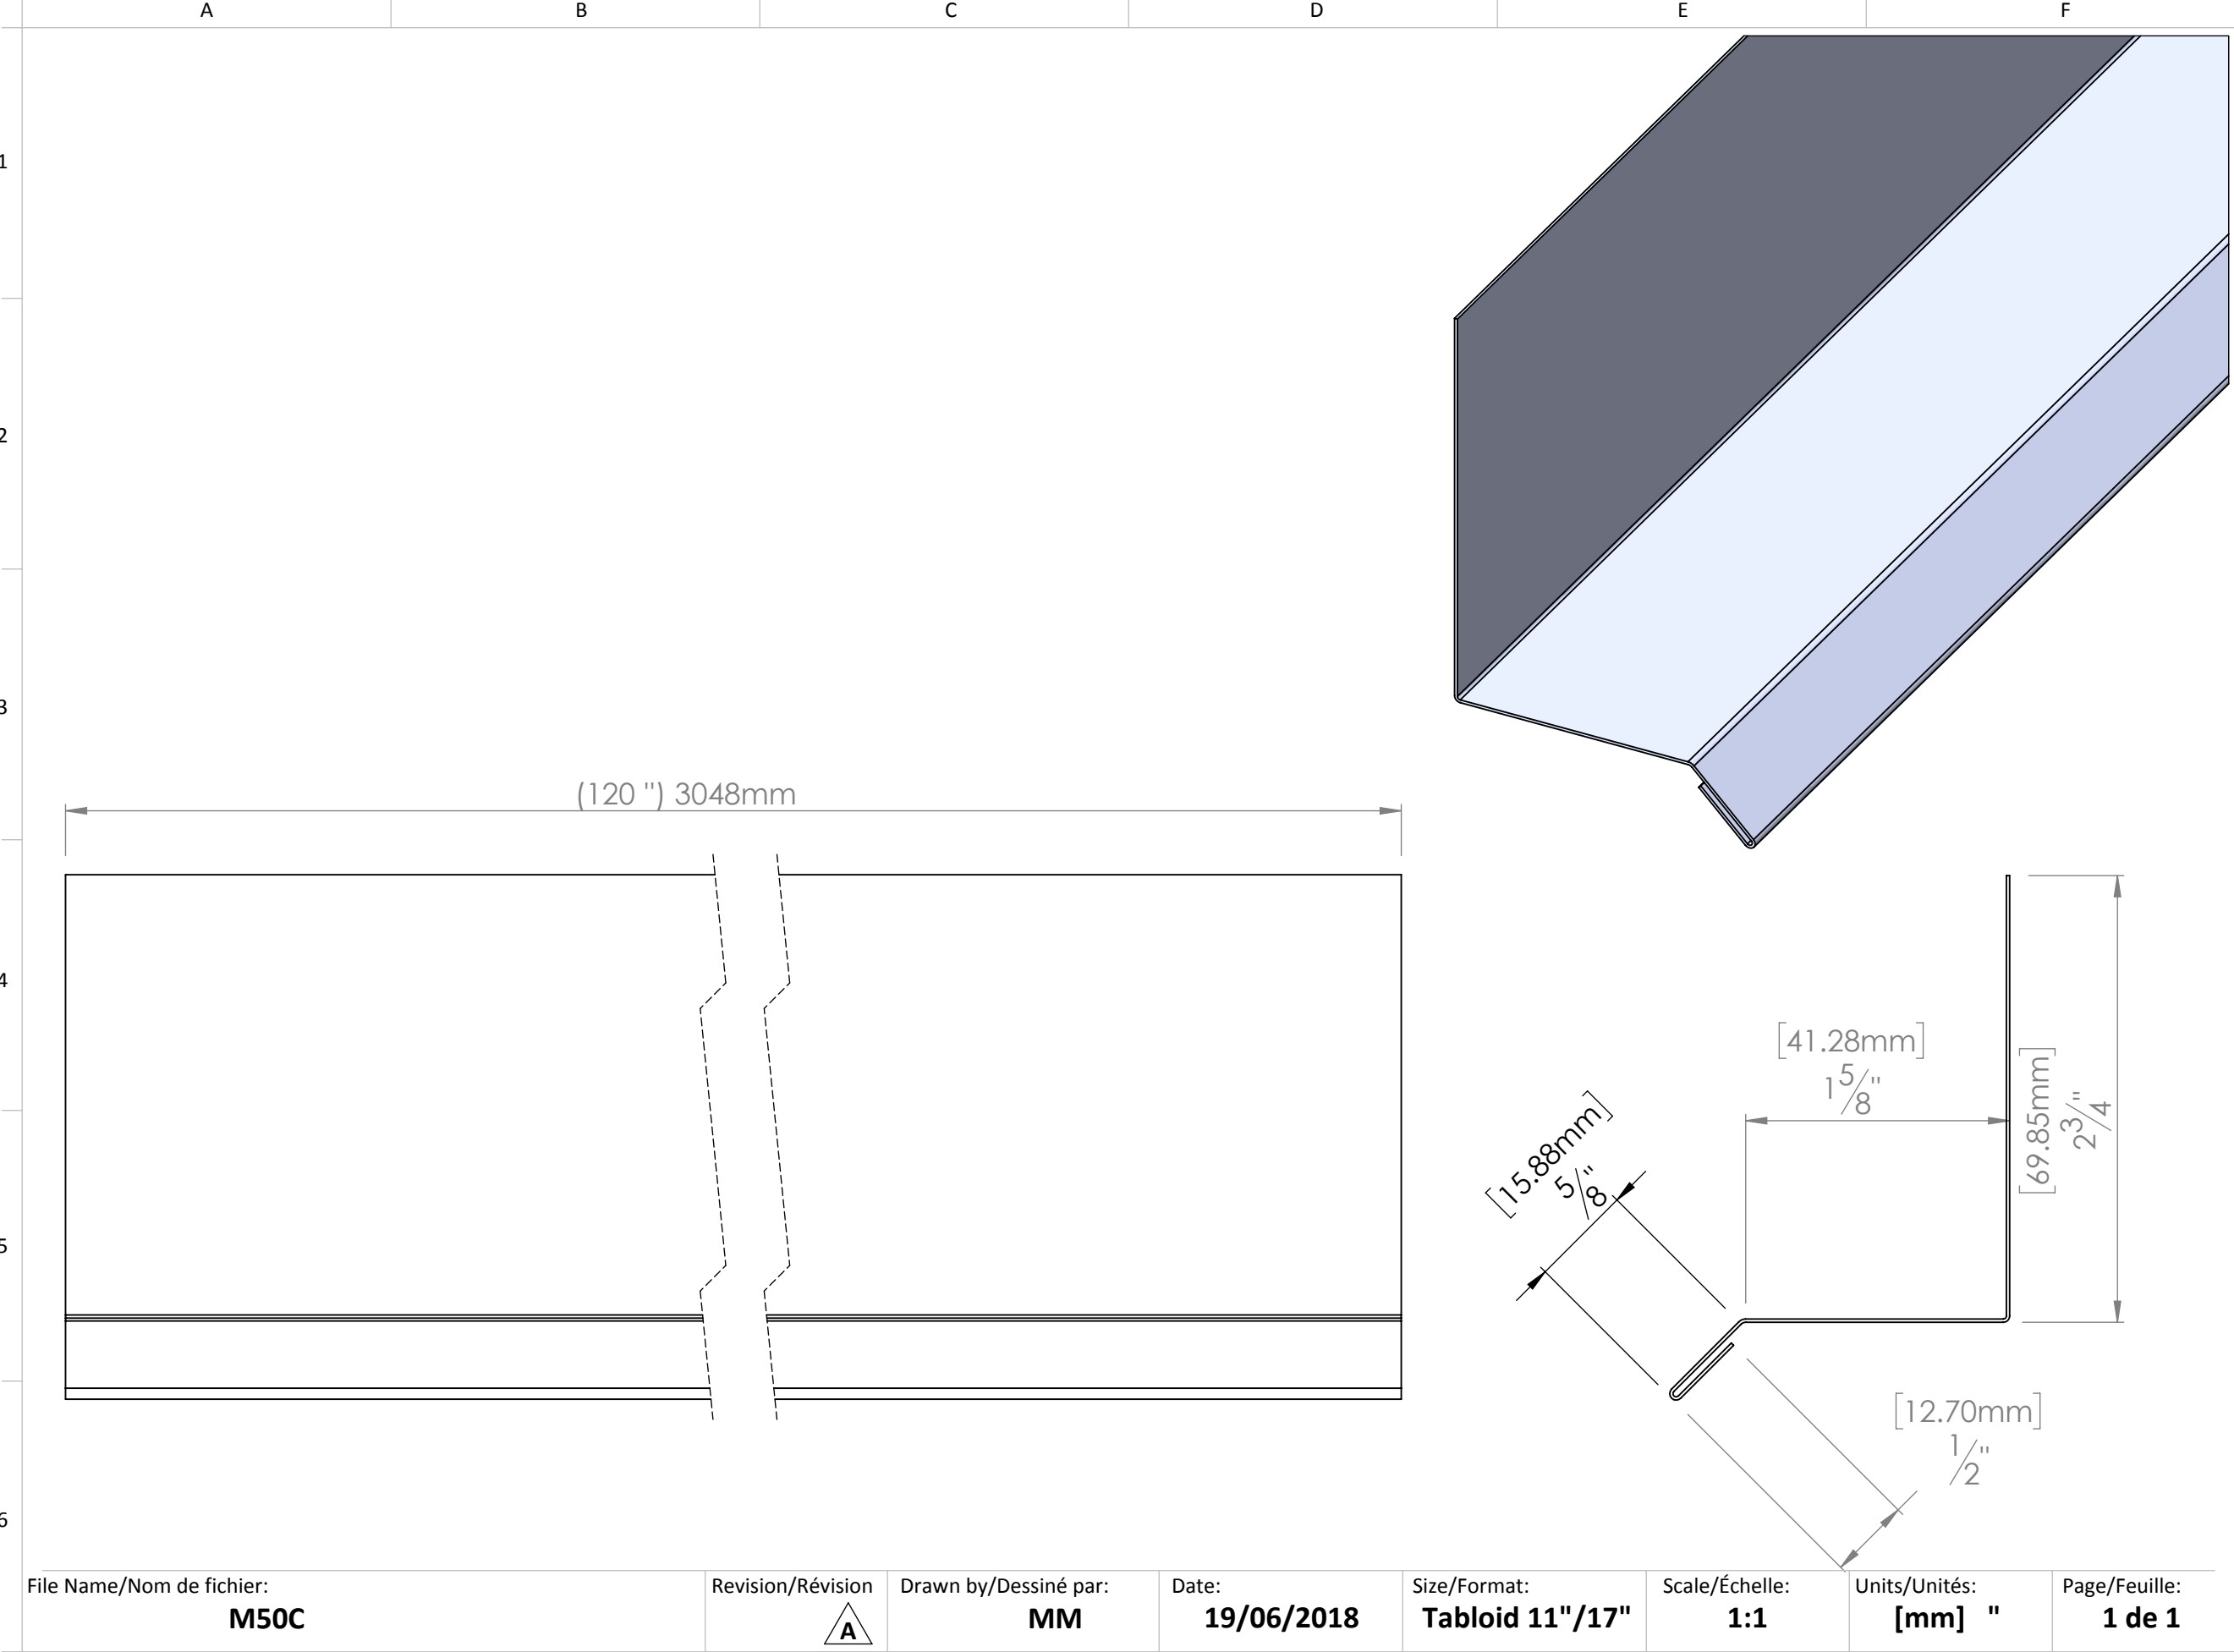 A B C D E F
1
2
3
(120 ") 3048mm
4
[41.28mm]
1 5/8"
[69.85mm]
2 3/4"
[15.88mm]
5/8"
5
[12.70mm]
1/2"
6
File Name/Nom de fichier:
M50C
Revision/Révision
A
Drawn by/Dessiné par:
MM
Date:
19/06/2018
Size/Format:
Tabloid 11"/17"
Scale/Échelle:
1:1
Units/Unités:
[mm] "
Page/Feuille:
1 de 1